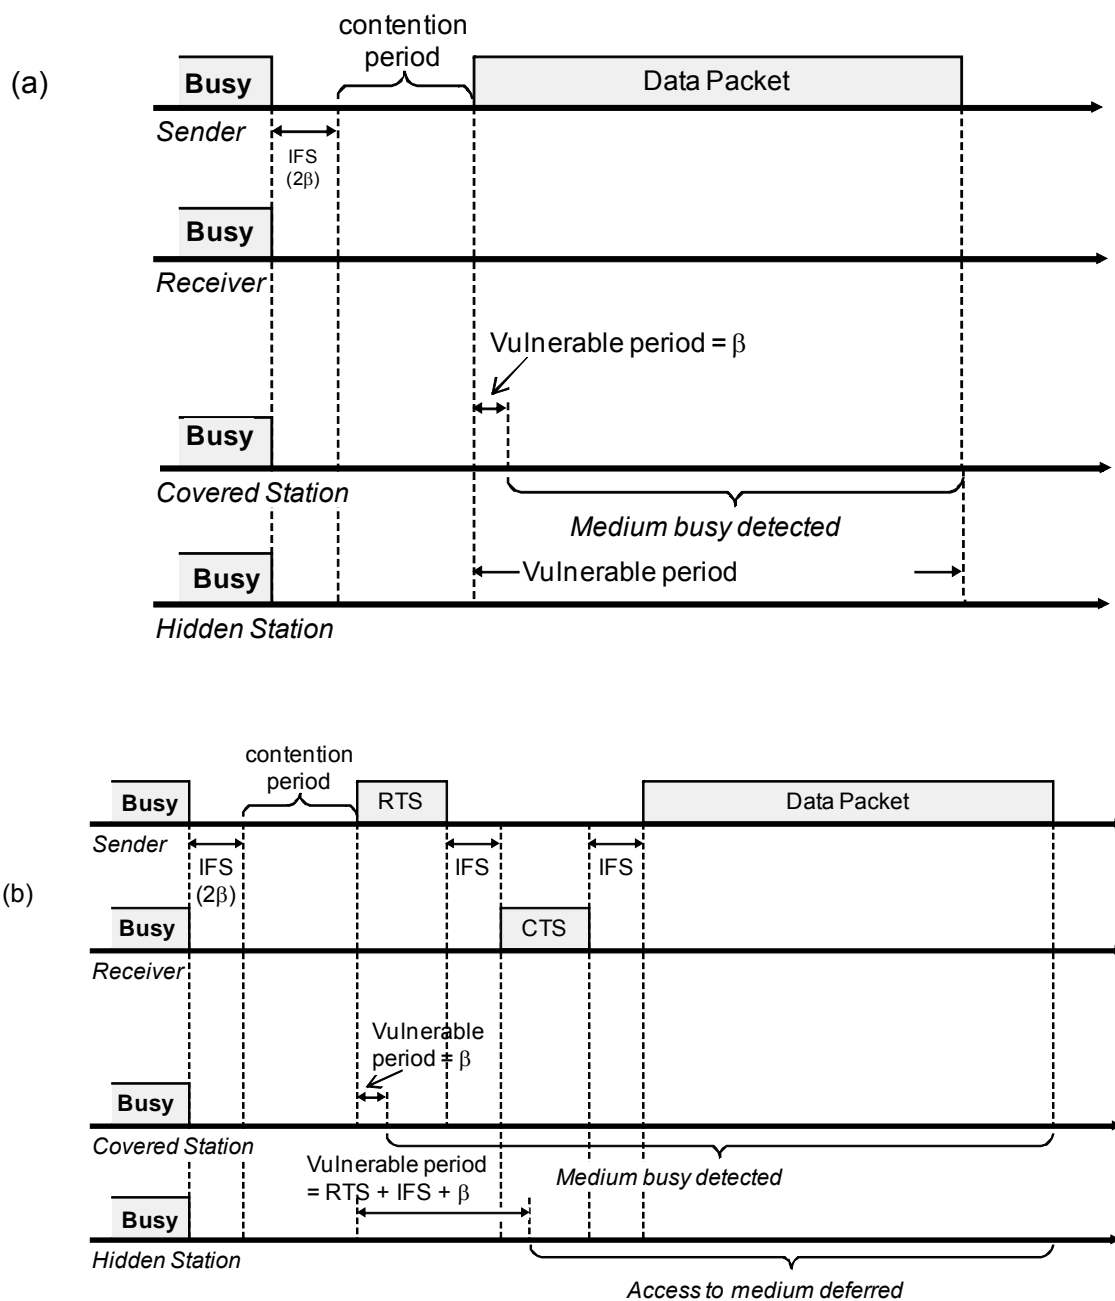 contention
period
(a)
Busy
Data Packet
Sender
IFS
(2β)
Busy
Receiver
Vulnerable period = β
Busy
Covered Station
Medium busy detected
Busy
Vulnerable period
Hidden Station
contention
period
Busy
RTS
Data Packet
Sender
IFS
(2β)
IFS
IFS
(b)
Busy
CTS
Receiver
Vulnerable
period = β
Busy
Covered Station
Vulnerable period
= RTS + IFS + β
Medium busy detected
Busy
Hidden Station
Access to medium deferred